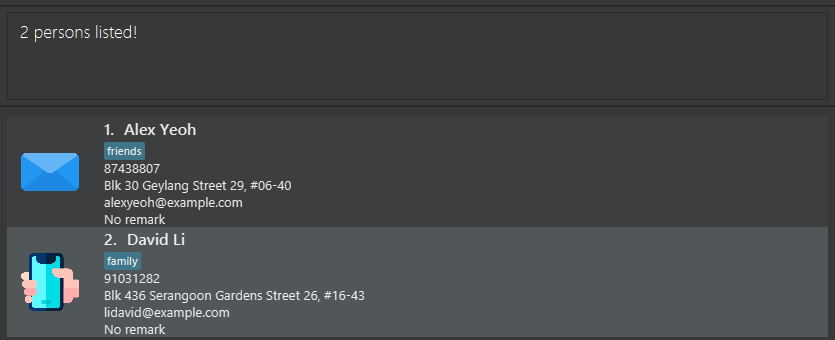 2 persons listed!
1. Alex Yeoh
friends
87438807
Blk 30 Geylang Street 29, #06-40
alexyeoh@example.com
No remark
2. David Li
family
91031282
Blk 436 Serangoon Gardens Street 26, #16-43
lidavid@example.com
No remark